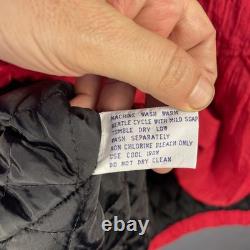 MACHINE WASH WARM
GENTLE CYCLE WITH MILD SOAP
TUMBLE DRY LOW
WASH SEPARATELY
NON CHLORINE BLEACH ONLY
USE COOL IRON
DO NOT DRY CLEAN